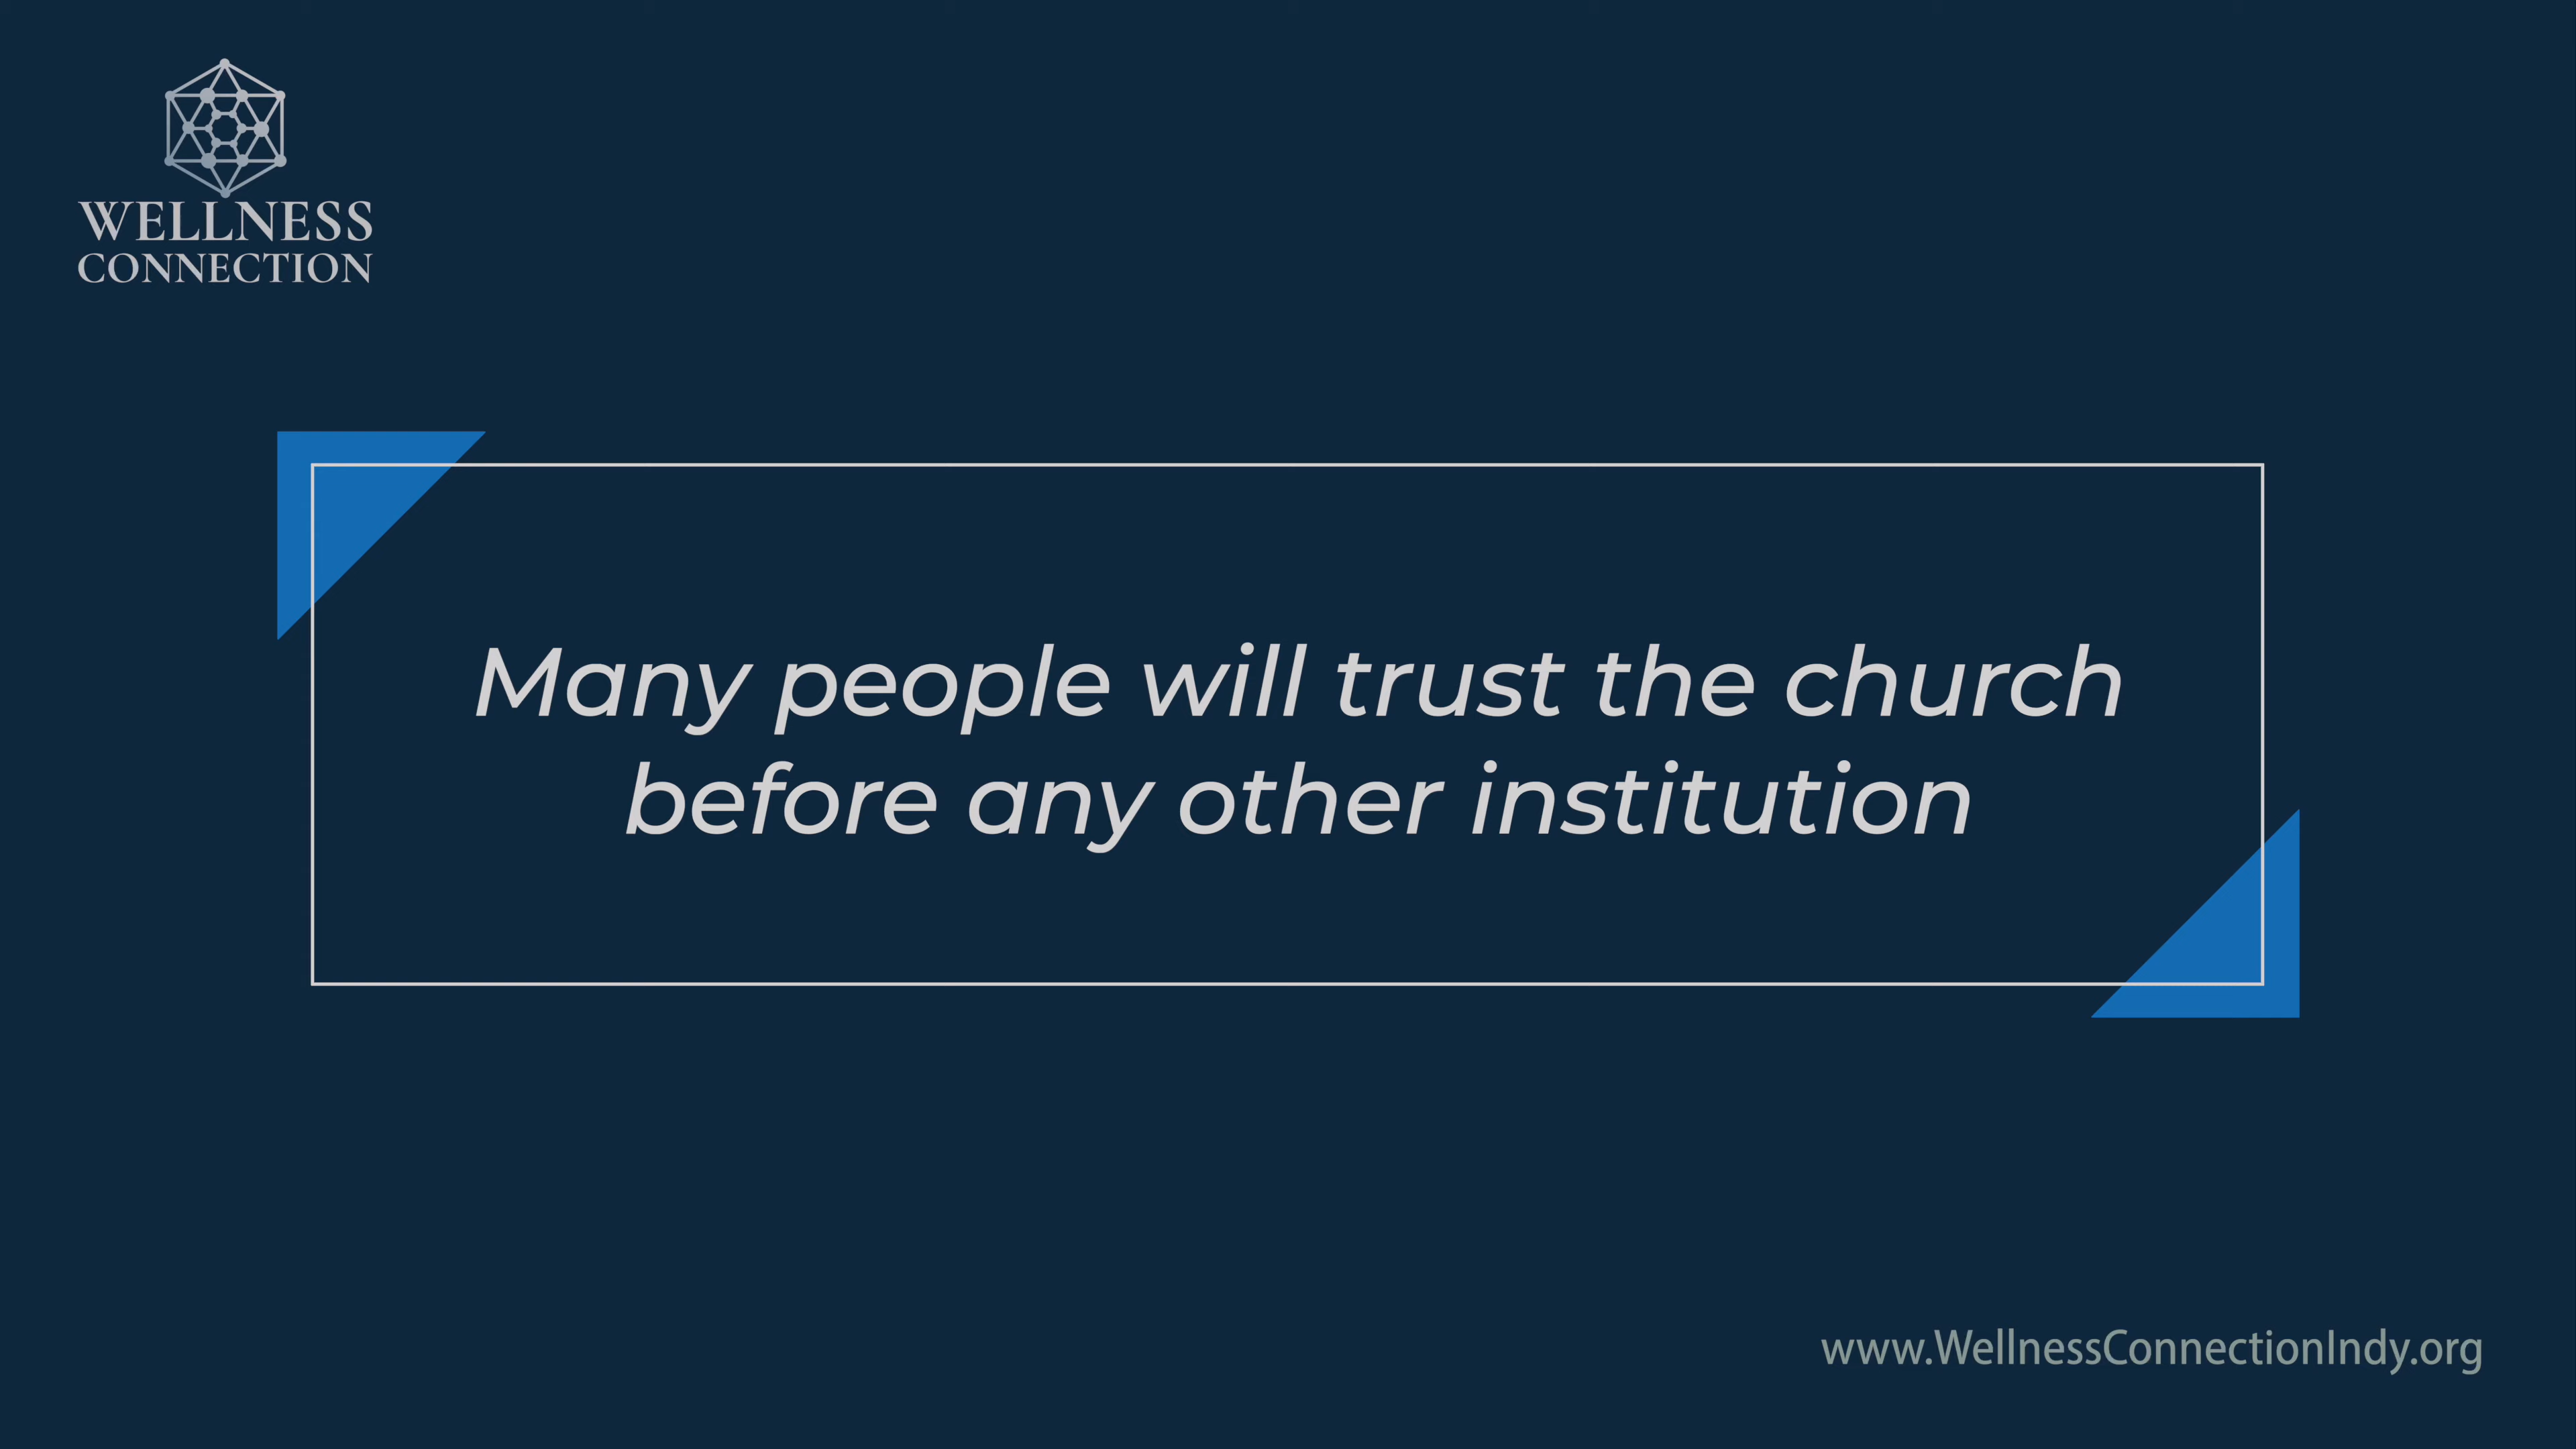 WELLNESS
CONNECTION
Many people will trust the church
before any other institution
www.WellnessConnectionIndy.org